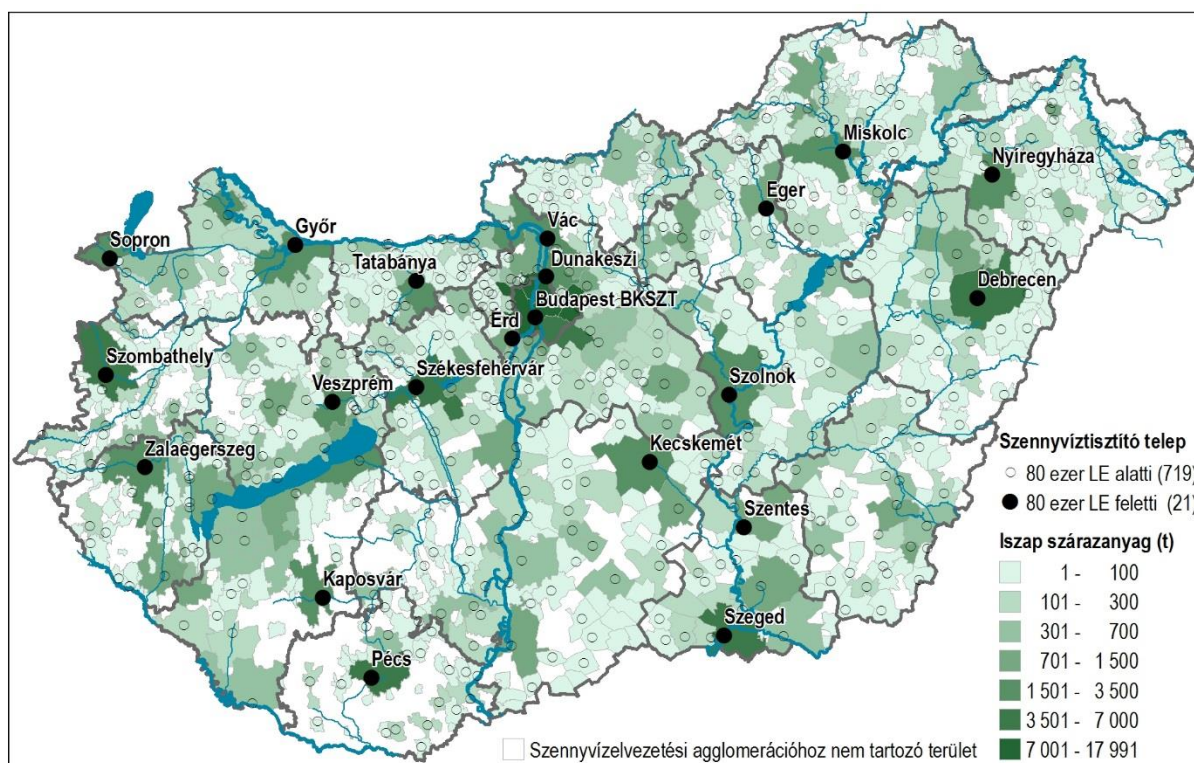 Miskolc
Nyíregyháza
Eger
Győr
Vác
Sopron
Tatabánya
Dunakeszi
Debrecen
Budapest BKSZT
Érd
Szombathely
Székesfehérvár
Veszprém
Szolnok
Zalaegerszeg
Kecskemét
Szentes
Kaposvár
Szeged
Pécs
Szennyvíztisztító telep
80 ezer LE alatti (719)
80 ezer LE feletti (21)
Iszap szárazanyag (t)
1 - 100
101 - 300
301 - 700
701 - 1 500
1 501 - 3 500
3 501 - 7 000
7 001 - 17 991
Szennyvízelvezetési agglomerációhoz nem tartozó terület